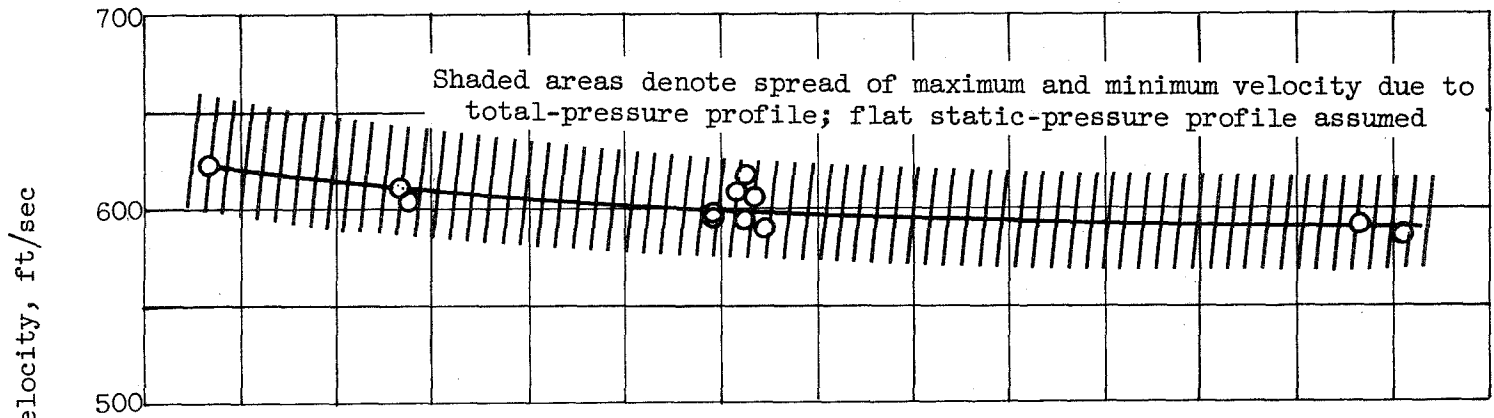 700
Shaded areas denote spread of maximum and minimum velocity due to
total-pressure profile; flat static-pressure profile assumed
600
500
elocity, ft/sec